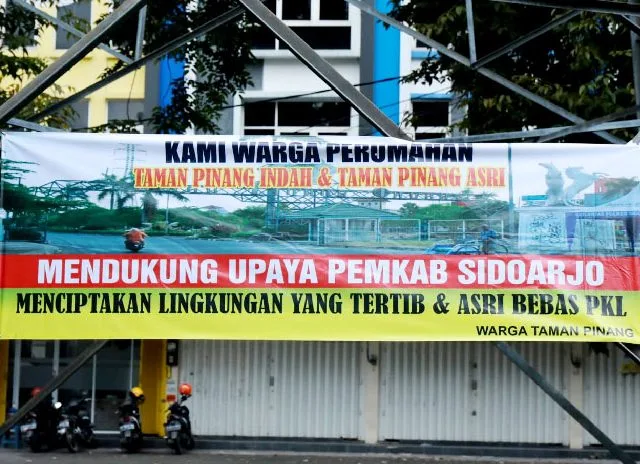 KAMI WARGA PERUMAHAN
TAMAN PINANG INDAH & TAMAN PINANG ASRI
MENDUKUNG UPAYA PEMKAB SIDOARJO
MENCIPTAKAN LINGKUNGAN YANG TERTIB & ASRI BEBAS PKL
WARGA TAMAN PINANG